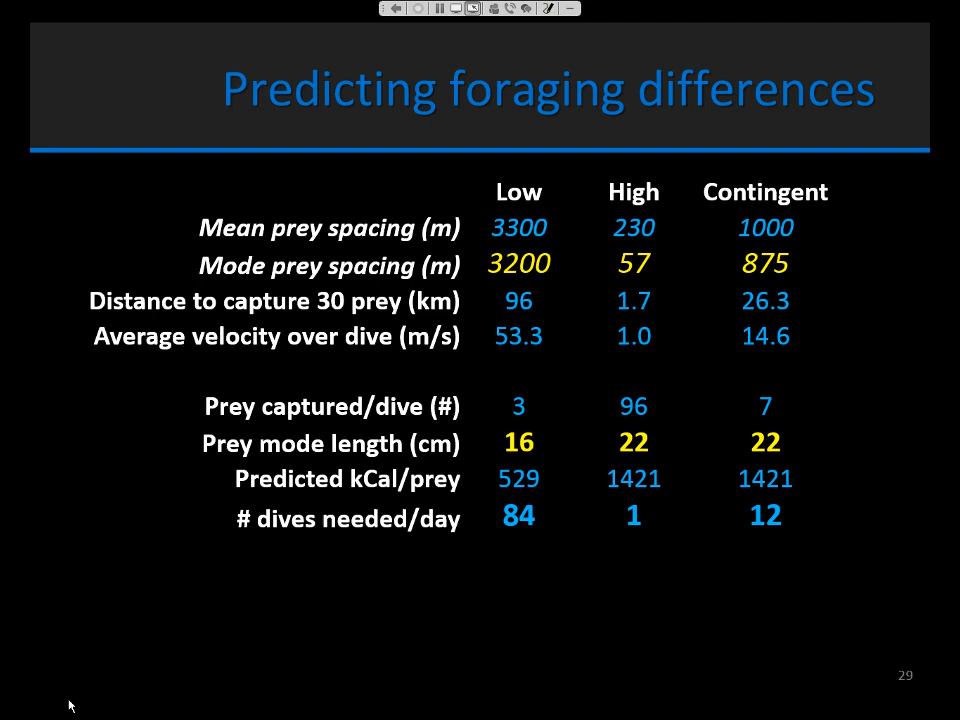 Predicting foraging differences
Low High Contingent
Mean prey spacing (m) 3300 230 1000
Mode prey spacing (m) 3200 57 875
Distance to capture 30 prey (km) 96 1.7 26.3
Average velocity over dive (m/s) 53.3 1.0 14.6
Prey captured/dive (#) 3 96 7
Prey mode length (cm) 16 22 22
Predicted kCal/prey 529 1421 1421
# dives needed/day 84 1 12
29